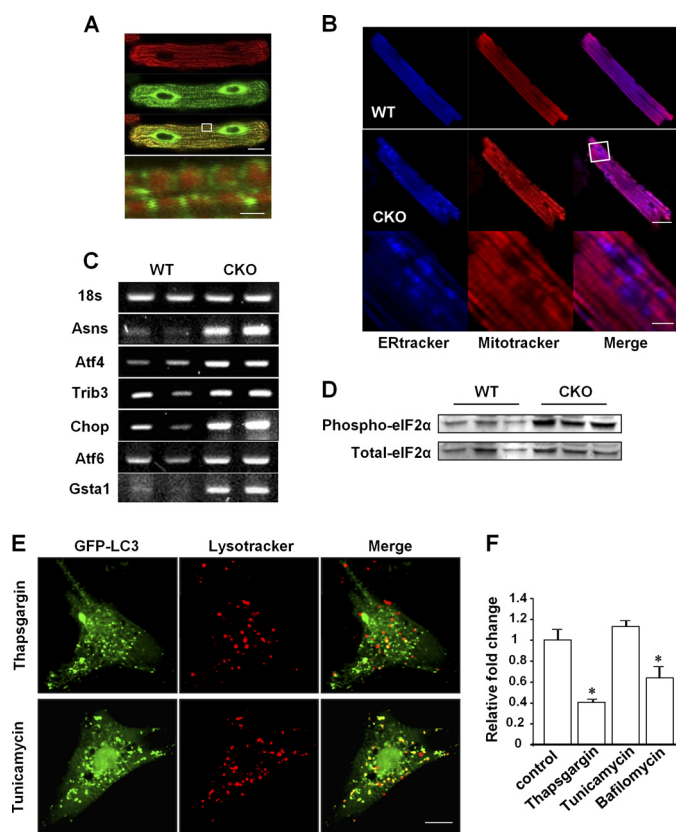 A
B
WT
CKO
ERtracker Mitotracker Merge
C
WT CKO
18s
Asns
Atf4
Trib3
Chop
Atf6
Gsta1
D
WT CKO
Phospho-eIF2α
Total-eIF2α
E
GFP-LC3 Lysotracker Merge
Thapsgargin
Tunicamycin
F
Relative fold change
1.4
1.2
1
0.8
0.6
0.4
0.2
0
*
*
control
Thapsgargin
Tunicamycin
Bafilomycin